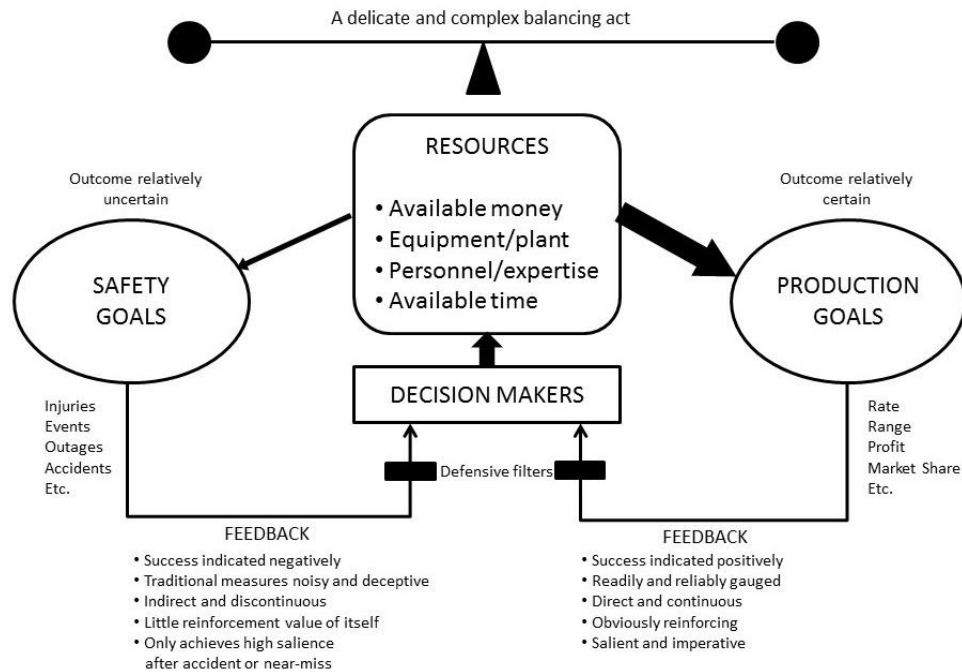 A delicate and complex balancing act
RESOURCES
• Available money
• Equipment/plant
• Personnel/expertise
• Available time
Outcome relatively
uncertain
SAFETY
GOALS
Outcome relatively
certain
PRODUCTION
GOALS
DECISION MAKERS
Injuries
Events
Outages
Accidents
Etc.
Defensive filters
Rate
Range
Profit
Market Share
Etc.
FEEDBACK
• Success indicated negatively
• Traditional measures noisy and deceptive
• Indirect and discontinuous
• Little reinforcement value of itself
• Only achieves high salience
after accident or near-miss
FEEDBACK
• Success indicated positively
• Readily and reliably gauged
• Direct and continuous
• Obviously reinforcing
• Salient and imperative